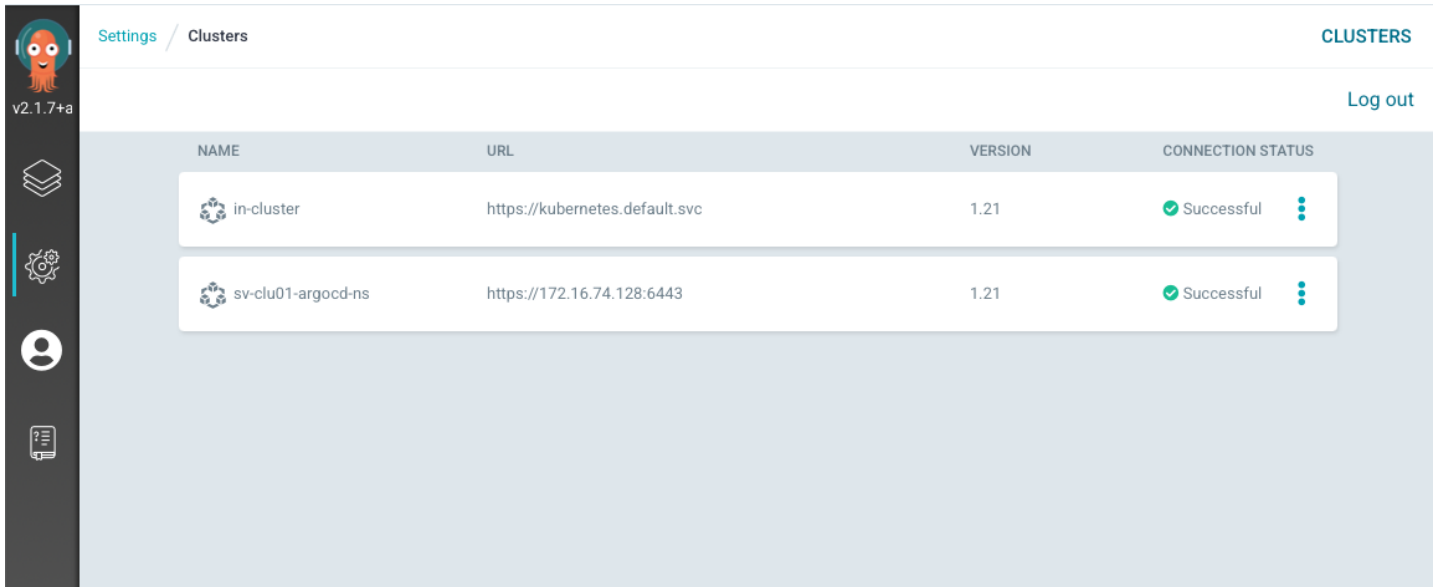 Settings / Clusters CLUSTERS
v2.1.7+a
Log out
NAME URL VERSION CONNECTION STATUS
in-cluster https://kubernetes.default.svc 1.21 Successful
sv-clu01-argocd-ns https://172.16.74.128:6443 1.21 Successful